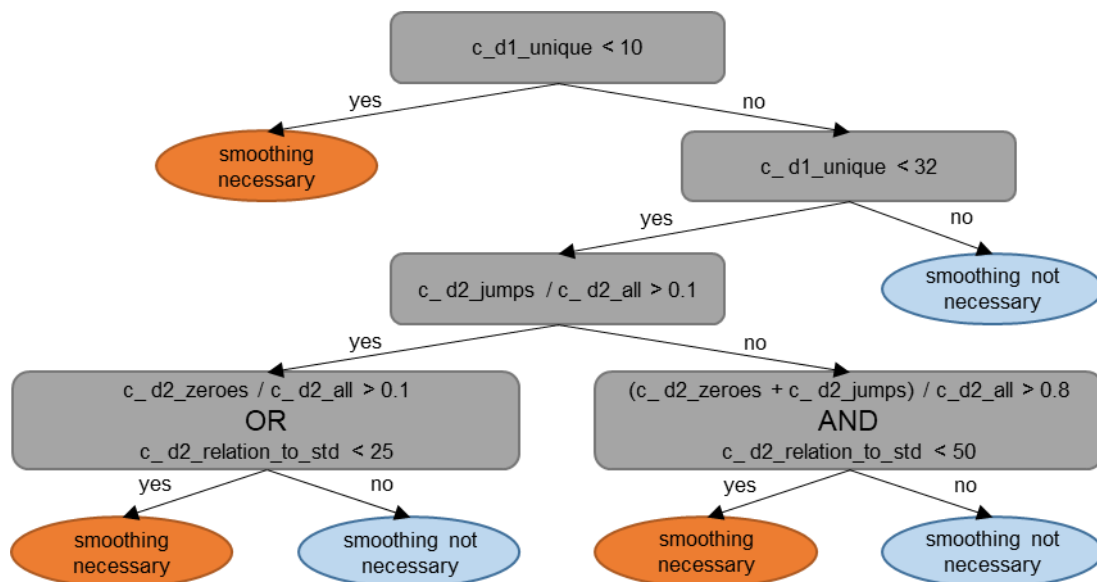 c_d1_unique < 10
yes
no
smoothing
necessary
c_ d1_unique < 32
yes
no
smoothing not
necessary
c_ d2_jumps / c_ d2_all > 0.1
yes
no
c_ d2_zeroes / c_ d2_all > 0.1
OR
c_ d2_relation_to_std < 25
(c_ d2_zeroes + c_ d2_jumps) / c_d2_all > 0.8
AND
c_ d2_relation_to_std < 50
yes
no
yes
no
smoothing
necessary
smoothing not
necessary
smoothing
necessary
smoothing not
necessary